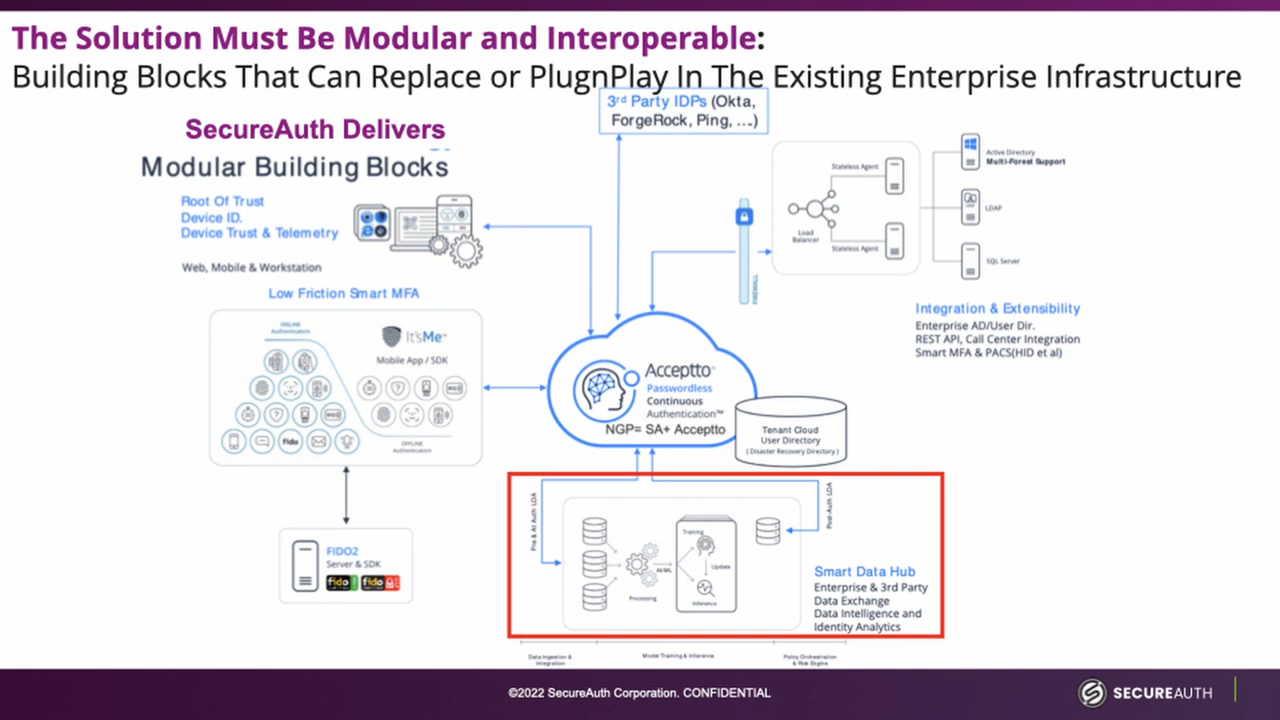 The Solution Must Be Modular and Interoperable:
Building Blocks That Can Replace or PlugnPlay In The Existing Enterprise Infrastructure
SecureAuth Delivers
Modular Building Blocks
3rd Party IDPs (Okta,
ForgeRock, Ping, ....)
Root Of Trust
Device ID.
Device Trust & Telemetry
Web, Mobile & Workstation
Low Friction Smart MFA
ONLINE
Authenticators
It'sMe™
Mobile App / SDK
fido
OFFLINE
Authenticators
FIDO2
Server & SDK
fido
fido
Stateless Agent
Load
Balancer
Stateless Agent
FIREWALL
Active Directory
Multi-Forest Support
LDAP
SQL Server
Integration & Extensibility
Enterprise AD/User Dir.
REST API, Call Center Integration
Smart MFA & PACS(HID et al)
Acceptto
Passwordless
Continuous
Authentication™
NGP= SA+ Acceptto
Tenant Cloud
User Directory
( Disaster Recovery Directory )
Pre & At Auth LOA
Post-Auth LOA
Processing
AI/ML
Training
Update
Inference
Smart Data Hub
Enterprise & 3rd Party
Data Exchange
Data Intelligence and
Identity Analytics
Data Ingestion &
Integration
Model Training & Inference
Policy Orchestration
& Risk Engine
©2022 SecureAuth Corporation. CONFIDENTIAL
SECUREAUTH